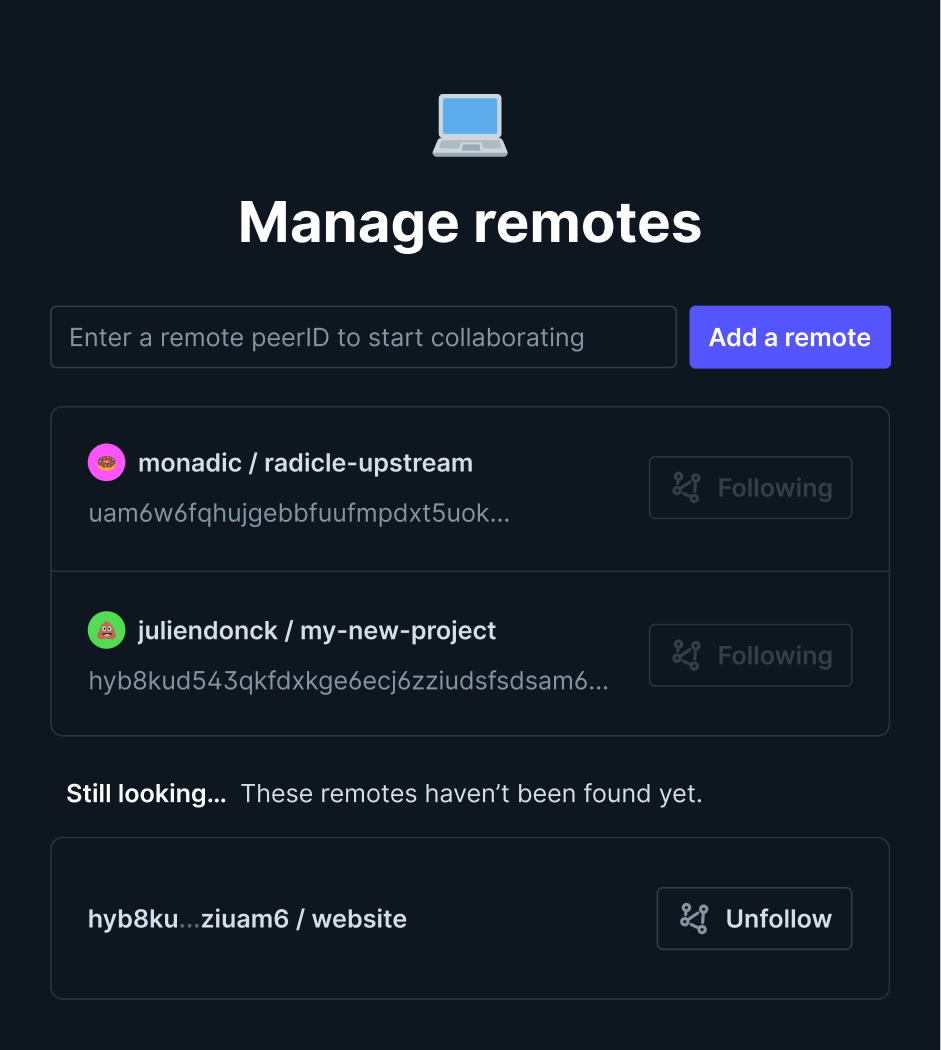 Manage remotes
Enter a remote peerID to start collaborating
Add a remote
monadic / radicle-upstream
uam6w6fqhujgebbfuufmpdxt5uok...
Following
juliendonck / my-new-project
hyb8kud543qkfdxkge6ecj6zziudsfsdsam6...
Following
Still looking... These remotes haven’t been found yet.
hyb8ku...ziuam6 / website
Unfollow